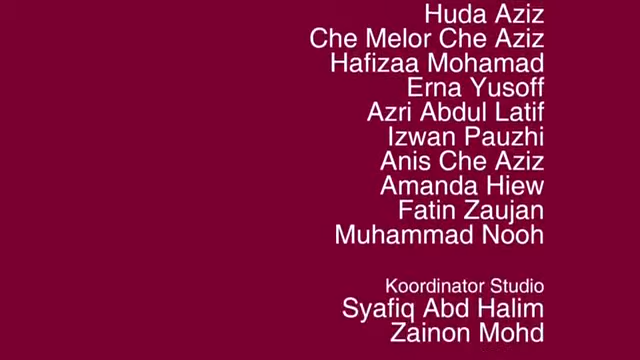 Huda Aziz
Che Melor Che Aziz
Hafizaa Mohamad
Erna Yusoff
Azri Abdul Latif
Izwan Pauzhi
Anis Che Aziz
Amanda Hiew
Fatin Zaujan
Muhammad Nooh
Koordinator Studio
Syafiq Abd Halim
Zainon Mohd